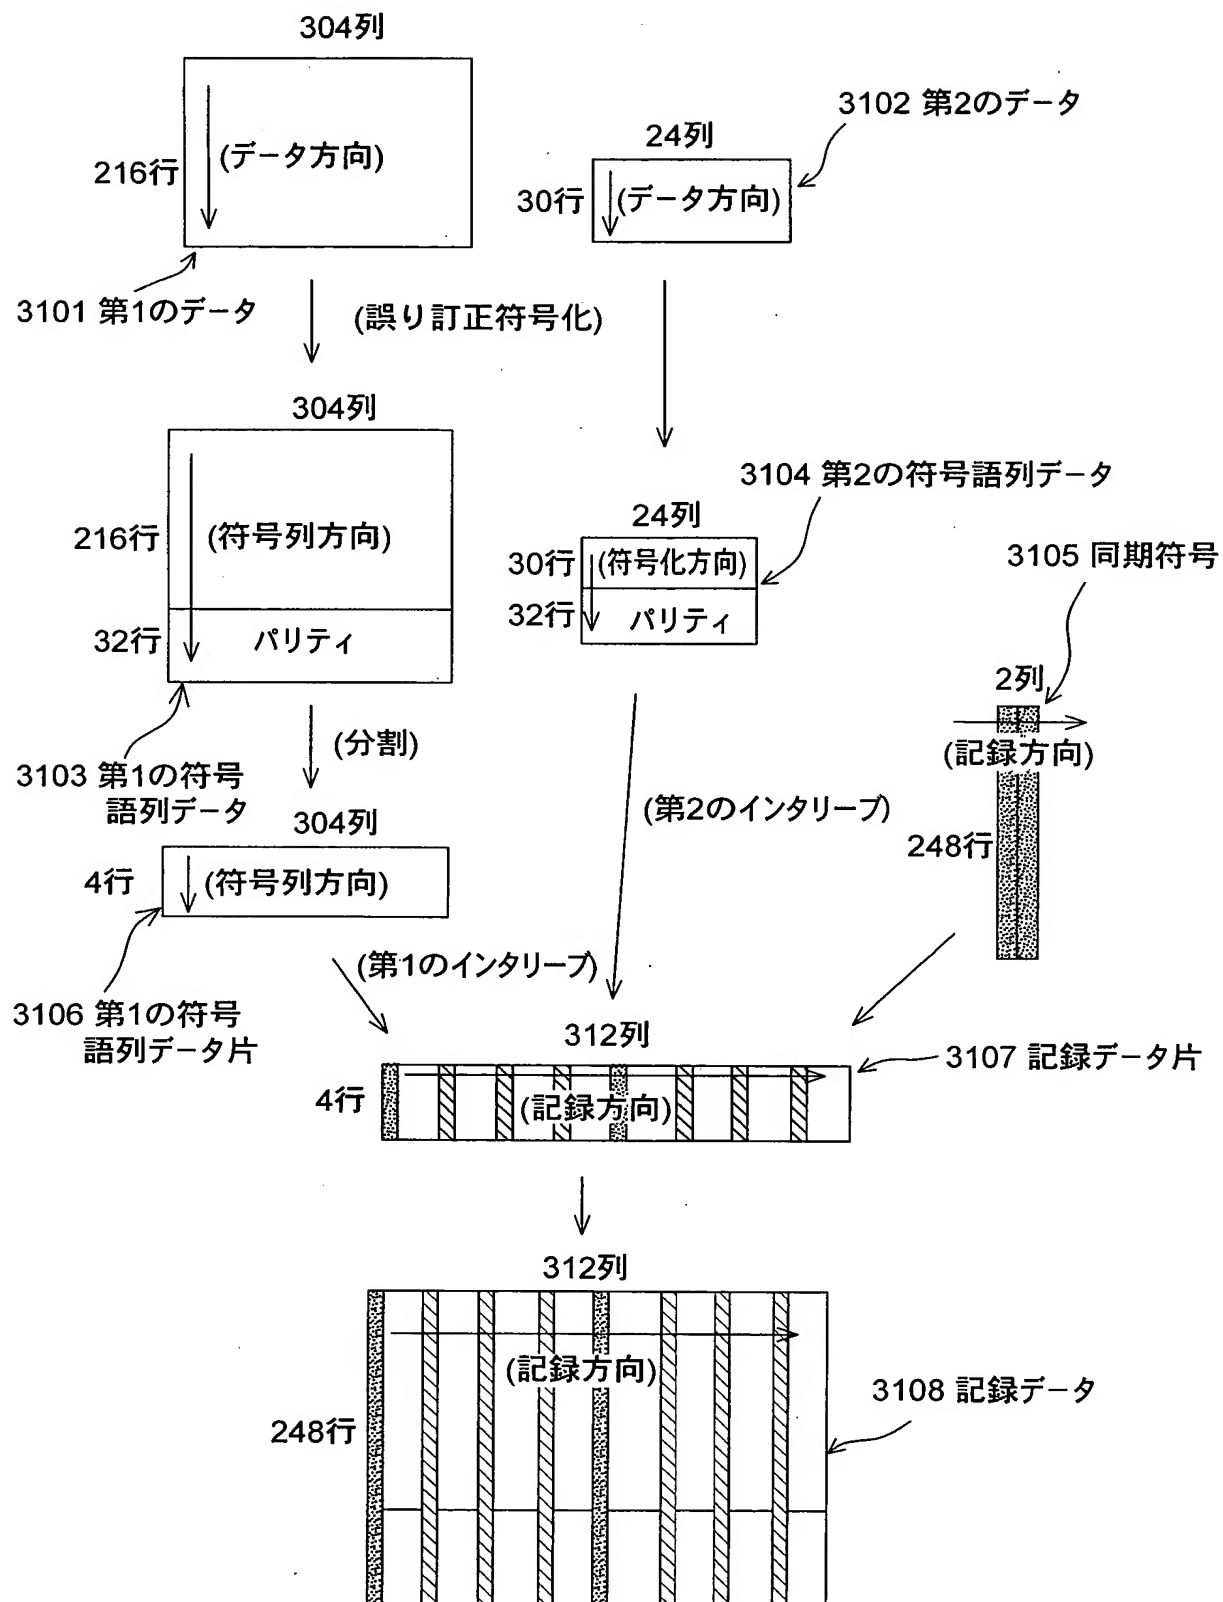 304列
216行
(データ方向)
3101 第1のデータ
24列
30行
(データ方向)
3102 第2のデータ
(誤り訂正符号化)
304列
216行
(符号列方向)
32行
パリティ
3103 第1の符号
語列データ
3104 第2の符号語列データ
24列
30行
(符号化方向)
32行
パリティ
3105 同期符号
2列
(記録方向)
248行
(分割)
304列
4行
(符号列方向)
3106 第1の符号
語列データ片
(第1のインタリーブ)
(第2のインタリーブ)
312列
4行
(記録方向)
3107 記録データ片
312列
(記録方向)
248行
3108 記録データ